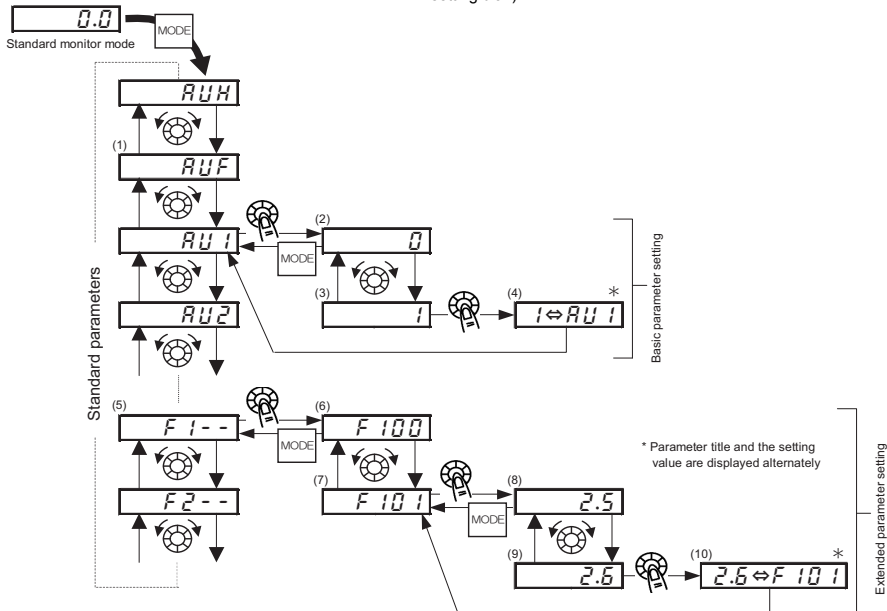 0.0
MODE
Standard monitor mode
AUH
(1)
AUF
AU1
MODE
(2)
0
(3)
1
(4)
*
1⇔AU1
AU2
Basic parameter setting
Standard parameters
(5)
F1--
MODE
(6)
F100
* Parameter title and the setting
value are displayed alternately
(7)
F101
MODE
(8)
2.5
F2--
(9)
2.6
(10)
*
2.6⇔F101
Extended parameter setting